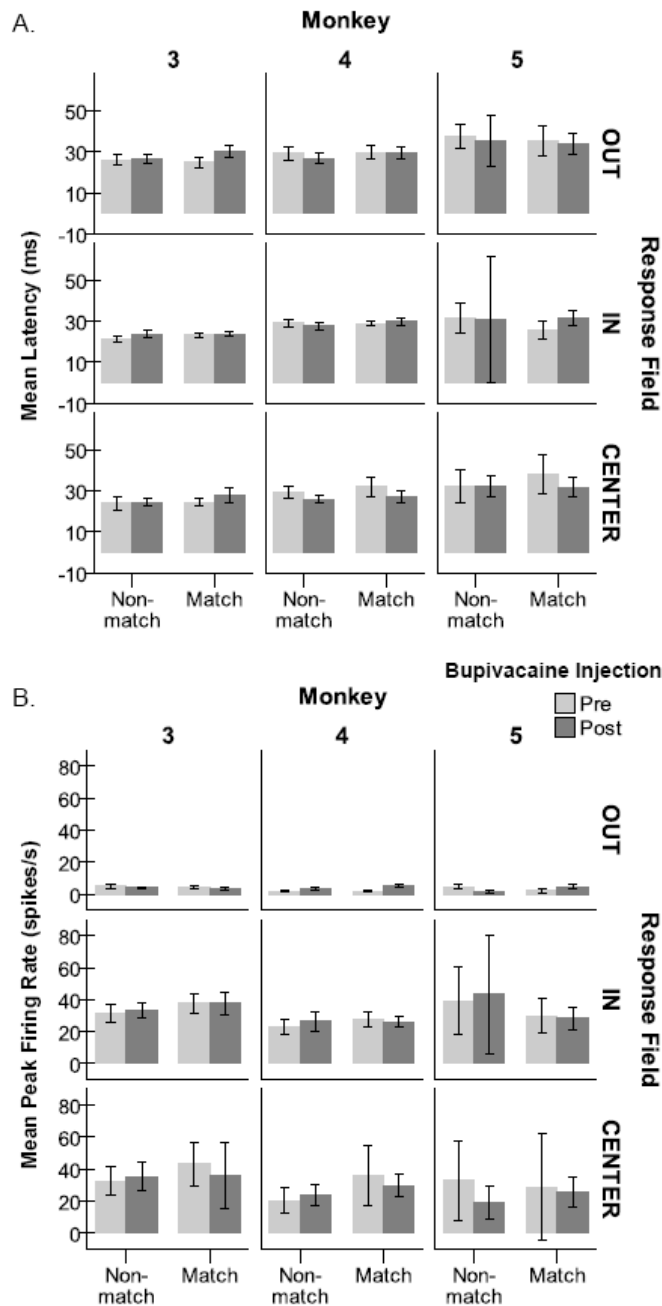 A.
Monkey
3 4 5
50
30
10
-10
OUT
50
30
10
-10
IN
50
30
10
-10
CENTER
Mean Latency (ms)
Response Field
Non-match Match Non-match Match Non-match Match
Bupivacaine Injection
Pre
Post
B.
Monkey
3 4 5
80
60
40
20
0
OUT
80
60
40
20
0
IN
80
60
40
20
0
CENTER
Mean Peak Firing Rate (spikes/s)
Response Field
Non-match Match Non-match Match Non-match Match